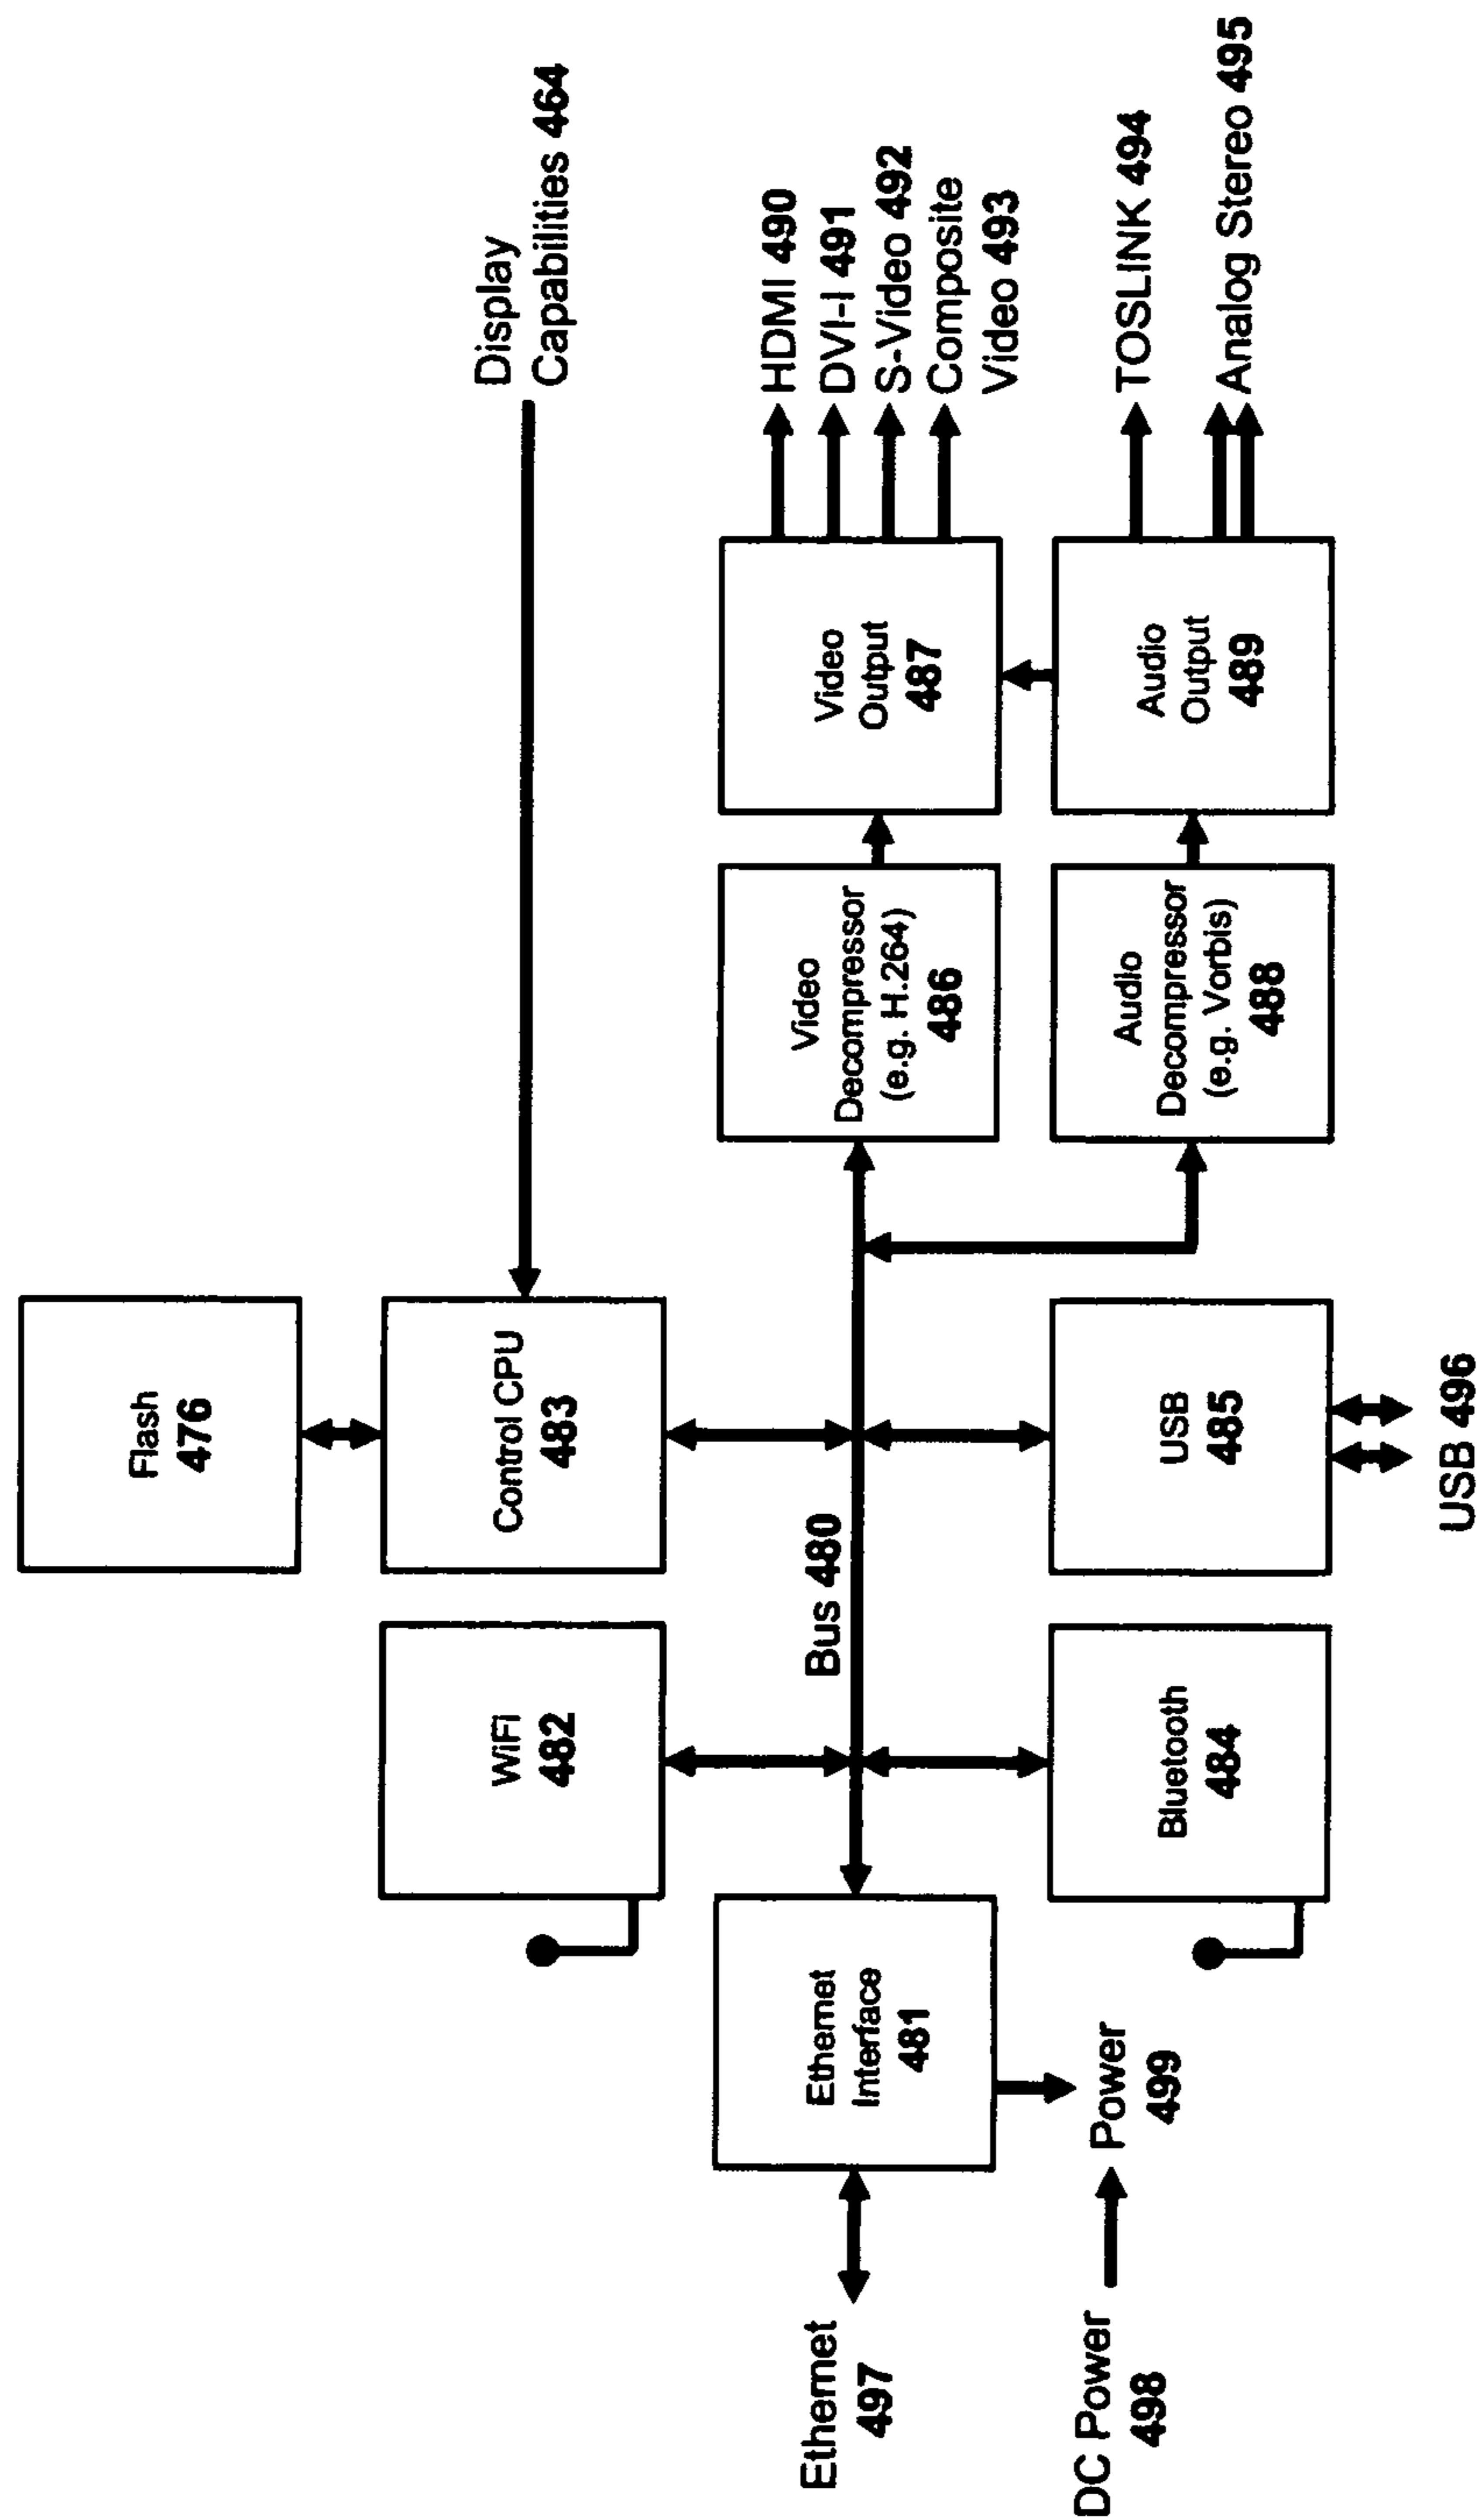 Flash
476
Display
Capabilities 464
WiFi
482
Control CPU
483
HDMI 490
DVI-I 491
S-Video 492
Composite
Video 493
Ethernet
497
Ethernet
Interface
481
Bus 480
Video
Decompressor
(e.g. H.264)
486
Video
Output
487
DC Power
498
Power
499
Bluetooth
484
USB
485
Audio
Decompressor
(e.g. Vorbis)
488
Audio
Output
489
TOSLINK 494
Analog Stereo 495
USB 496